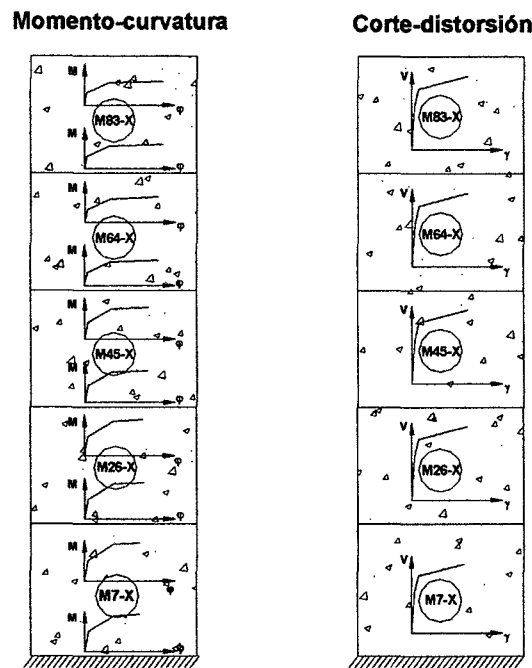 Momento-curvatura
Corte-distorsión
M
φ
M83-X
M
φ
V
M83-X
γ
M
φ
M64-X
M
φ
V
M64-X
γ
M
φ
M45-X
M
φ
V
M45-X
γ
M
φ
M26-X
M
φ
V
M26-X
γ
M
φ
M7-X
M
φ
V
M7-X
γ